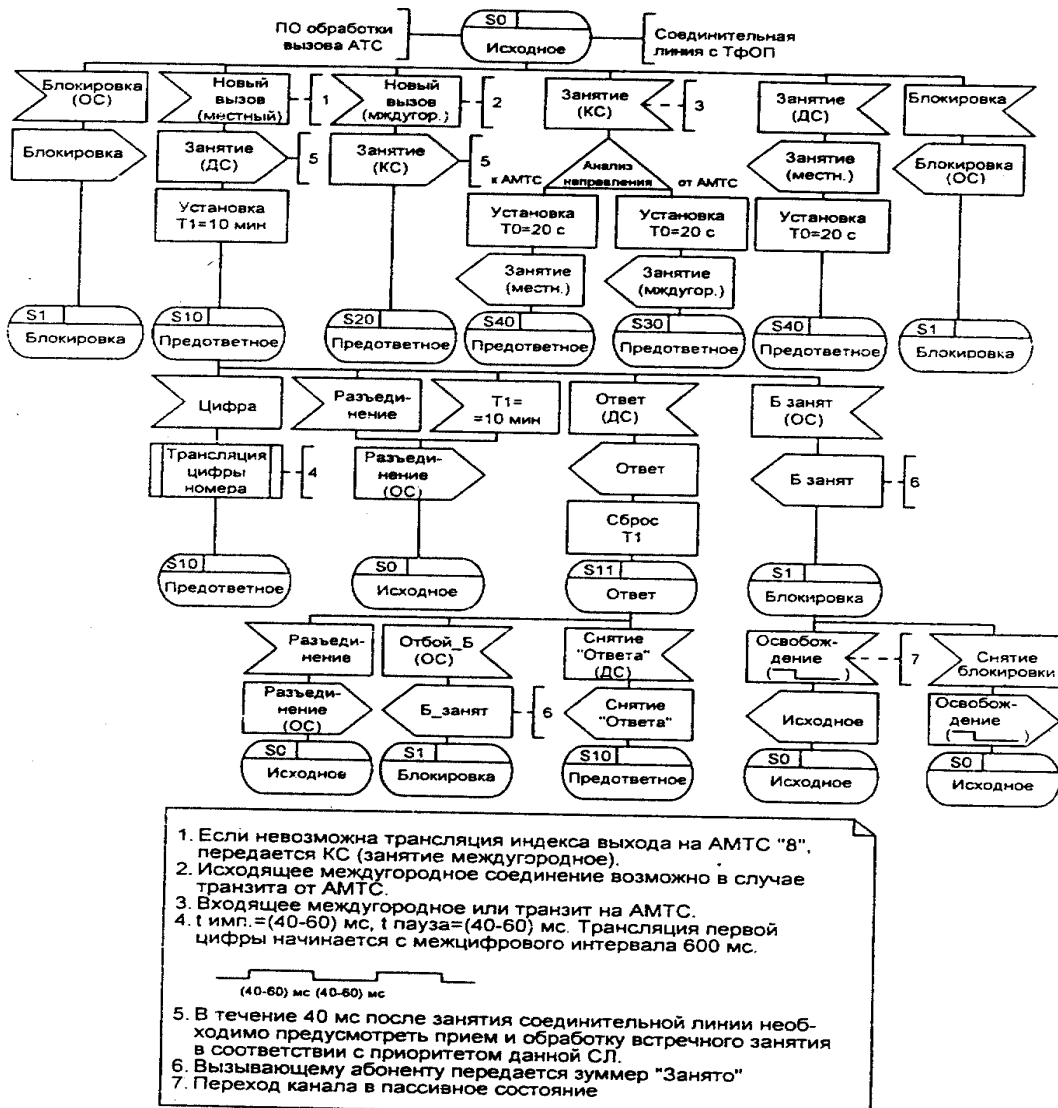 ПО обработки
вызова АТС
S0
Исходное
Соединительная
линия с ТфОП
Блокировка
(ОС)
Новый
вызов
(местный)
1
Новый
вызов
(мждугор.)
2
Занятие
(КС)
3
Занятие
(ДС)
Блокировка
Блокировка
Занятие
(ДС)
5
Занятие
(КС)
5
к АМТС
Анализ
направления
от АМТС
Занятие
(местн.)
Блокировка
(ОС)
Установка
Т1=10 мин
Установка
Т0=20 с
Установка
Т0=20 с
Установка
Т0=20 с
Занятие
(местн.)
Занятие
(мждугор.)
S1
Блокировка
S10
Предответное
S20
Предответное
S40
Предответное
S30
Предответное
S40
Предответное
S1
Блокировка
Цифра
Разъеди-
нение
Т1=
=10 мин
Ответ
(ДС)
Б занят
(ОС)
Трансляция
цифры
номера
4
Разъеди-
нение
(ОС)
Ответ
Б занят
6
Сброс
Т1
S10
Предответное
S0
Исходное
S11
Ответ
S1
Блокировка
Разъеди-
нение
Отбой_Б
(ОС)
Снятие
"Ответа"
(ДС)
Освобож-
дение
( )
7
Снятие
блокировки
Разъеди-
нение
(ОС)
Б_занят
6
Снятие
"Ответа"
Исходное
Освобож-
дение
( )
S0
Исходное
S1
Блокировка
S10
Предответное
S0
Исходное
S0
Исходное
1. Если невозможна трансляция индекса выхода на АМТС "8",
передается КС (занятие междугородное).
2. Исходящее междугородное соединение возможно в случае
транзита от АМТС.
3. Входящее междугородное или транзит на АМТС.
4. t имп.=(40-60) мс, t пауза=(40-60) мс. Трансляция первой
цифры начинается с межцифрового интервала 600 мс.
(40-60) мс (40-60) мс
5. В течение 40 мс после занятия соединительной линии необ-
ходимо предусмотреть прием и обработку встречного занятия
в соответствии с приоритетом данной СЛ.
6. Вызывающему абоненту передается зуммер "Занято"
7. Переход канала в пассивное состояние